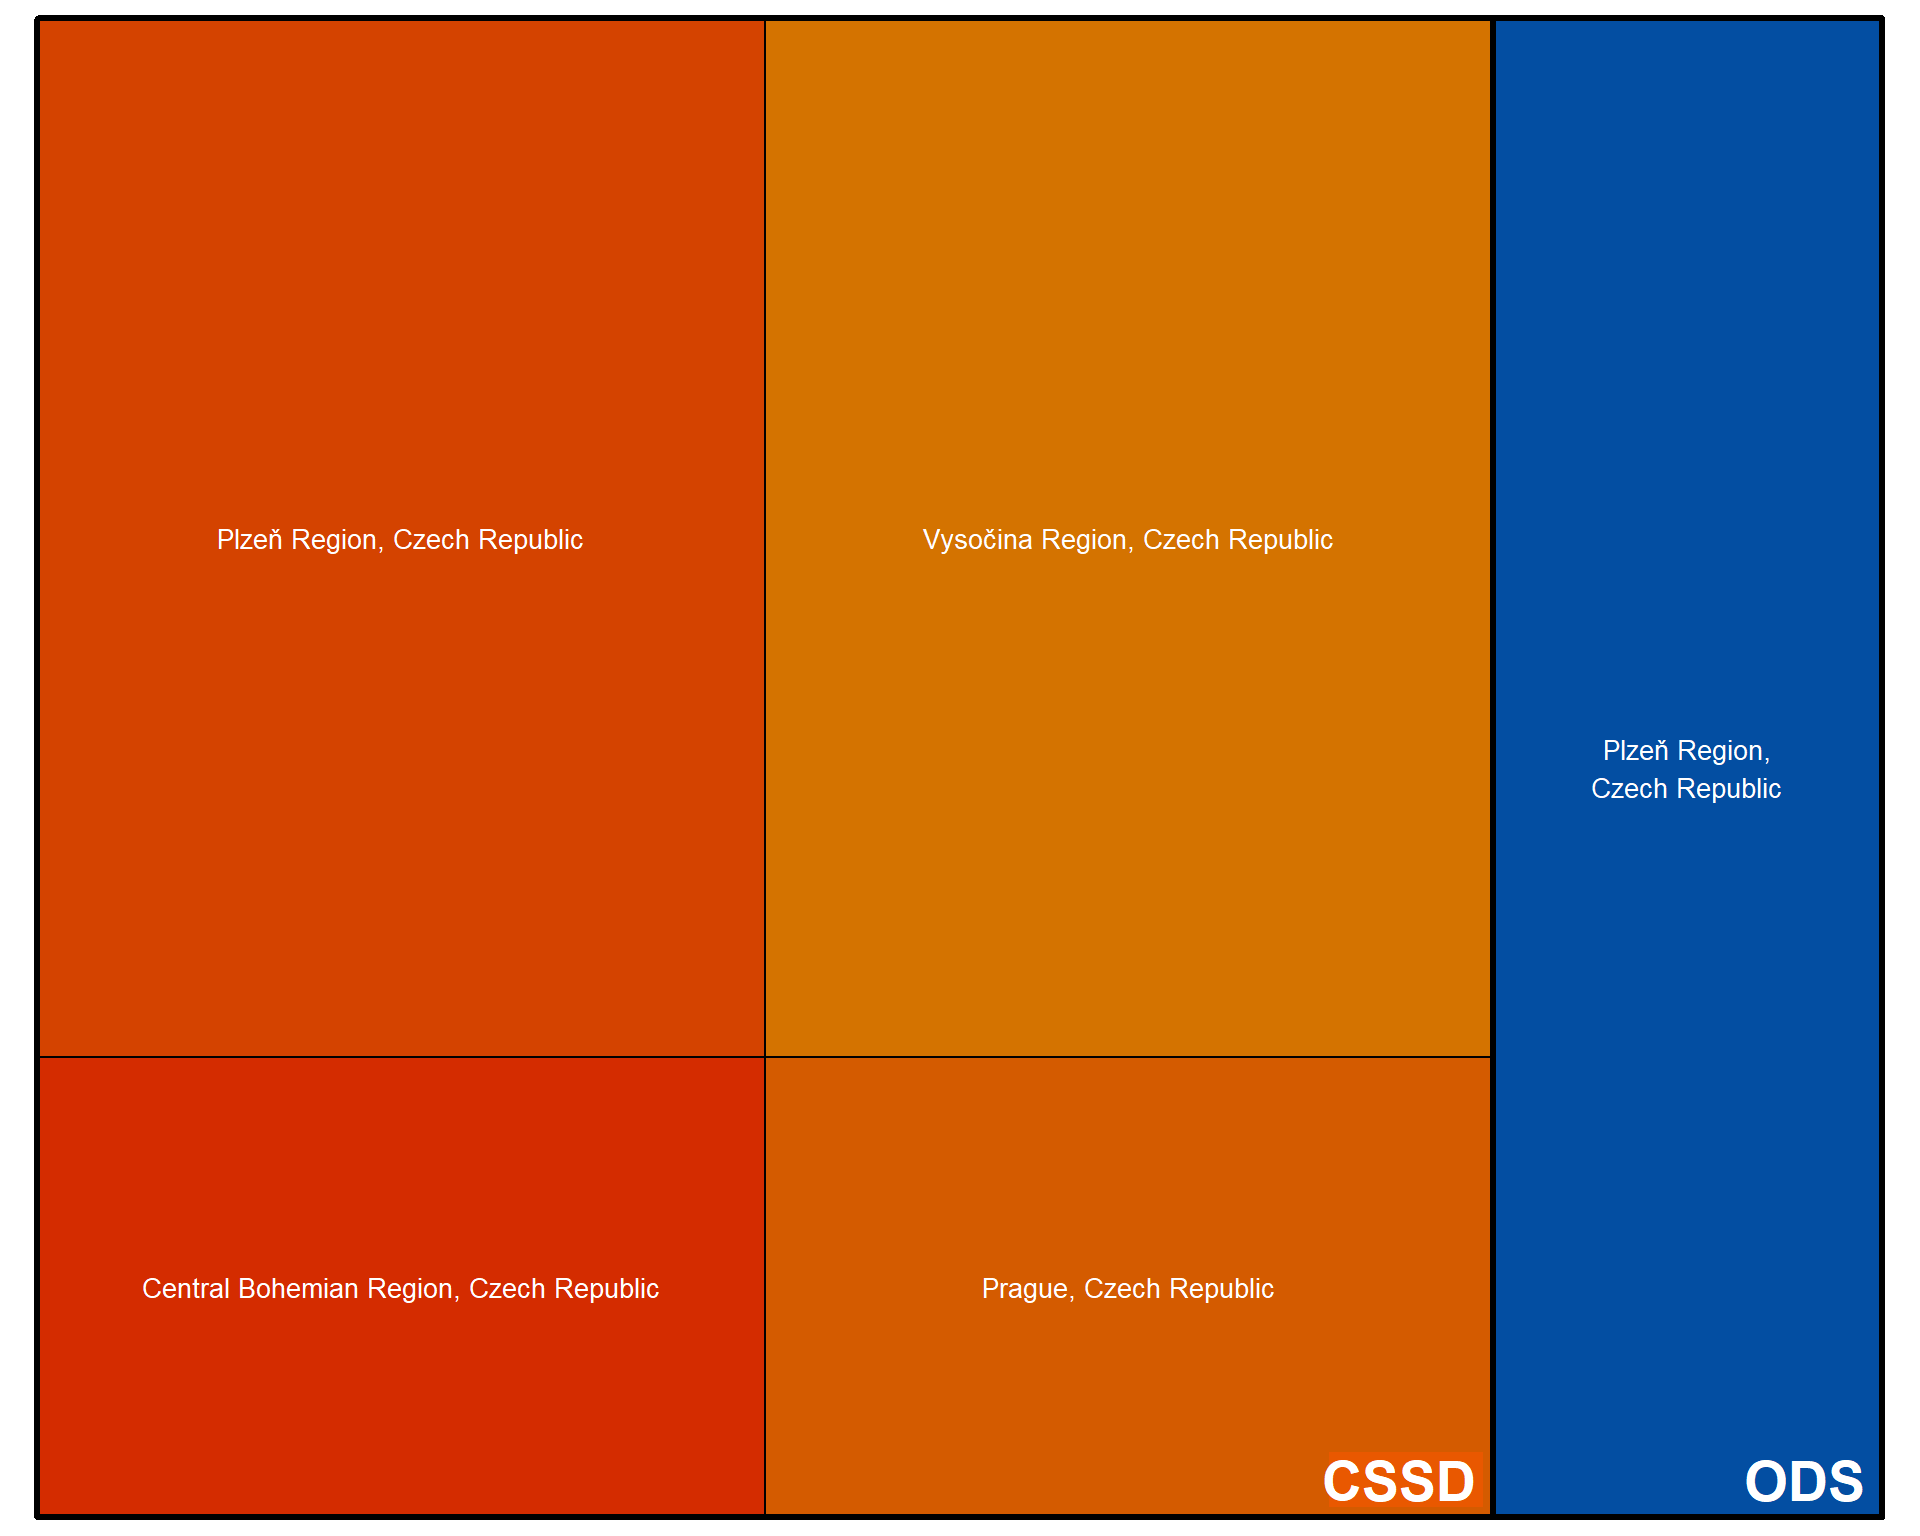 Plzeň Region, Czech Republic
Vysočina Region, Czech Republic
Plzeň Region,
Czech Republic
Central Bohemian Region, Czech Republic
Prague, Czech Republic
CSSD
ODS